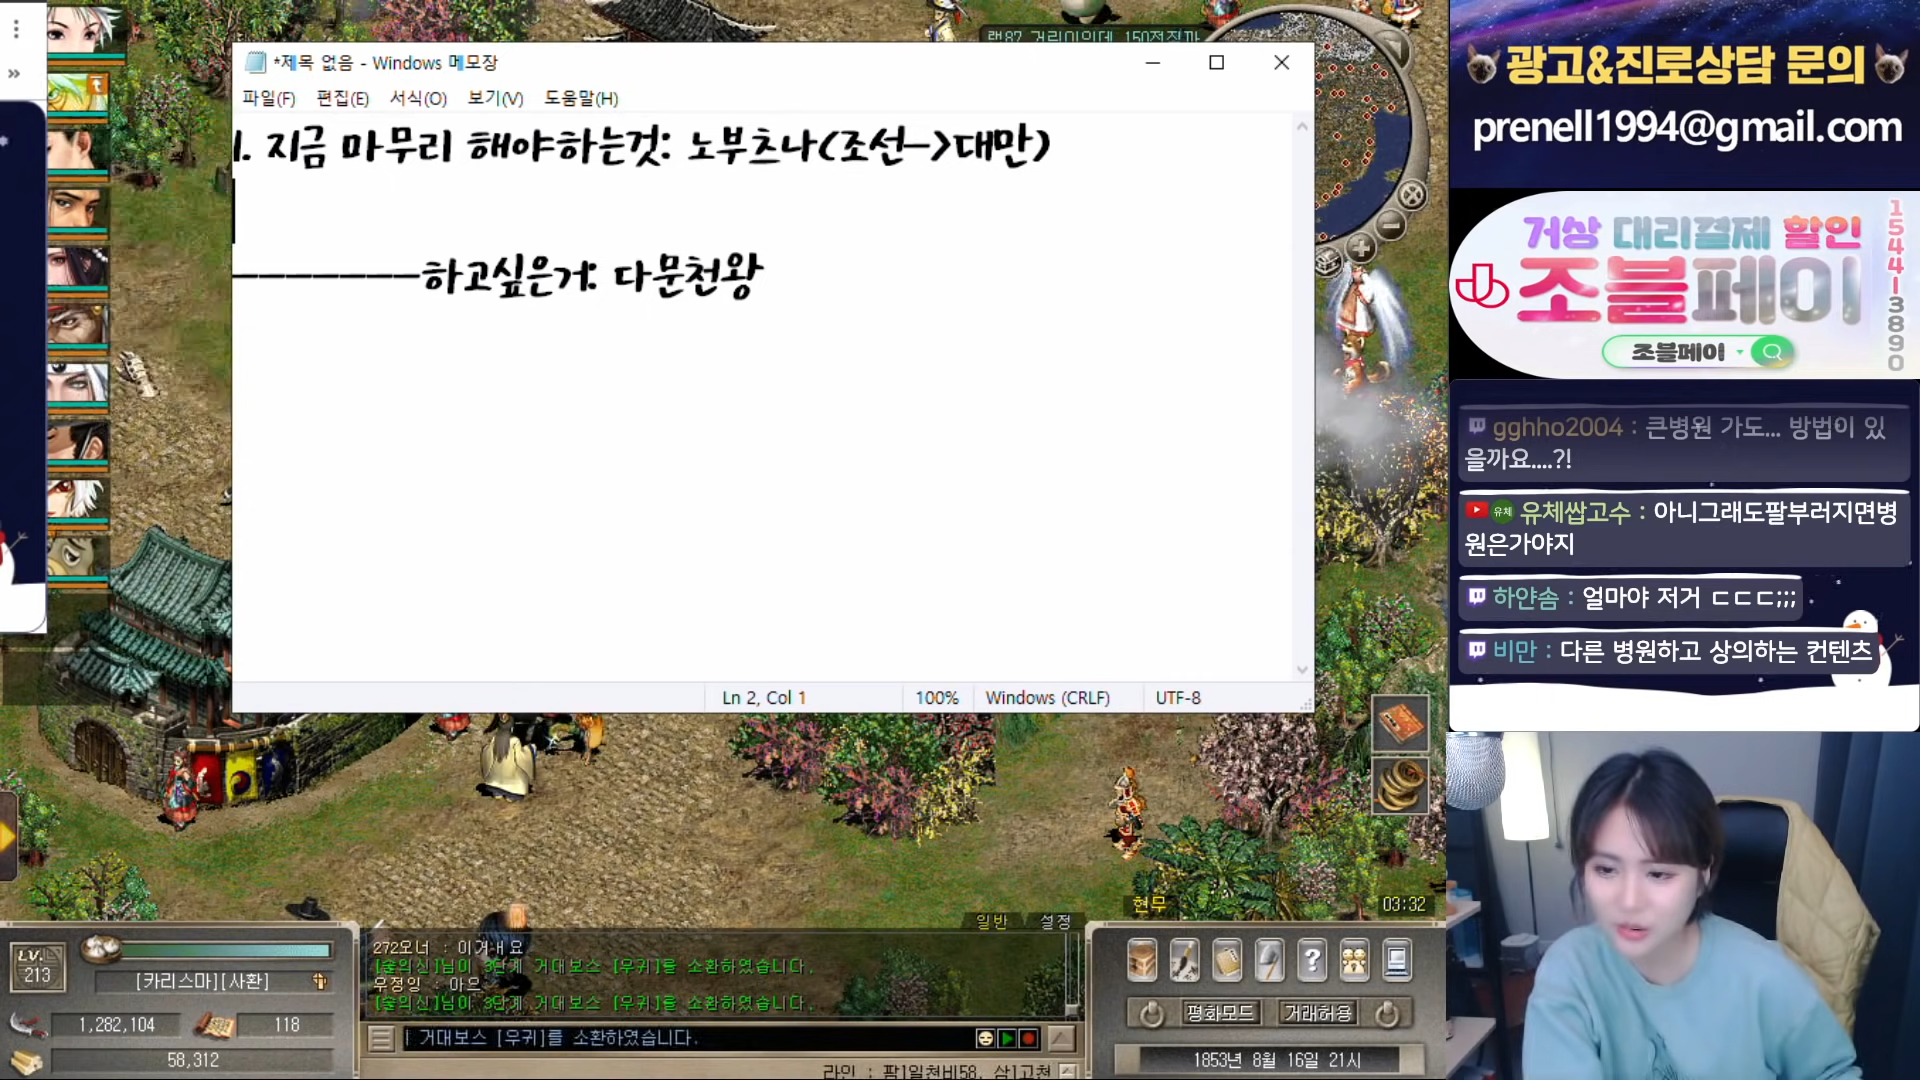 *제목 없음 - Windows 메모장
파일(F) 편집(E) 서식(O) 보기(V) 도움말(H)
1. 지금 마무리 해야하는것: 노부츠나(조선->대만)
--------하고싶은거: 다문천왕
Ln 2, Col 1 100% Windows (CRLF) UTF-8
광고&진로상담 문의
prenell1994@gmail.com
거상 대리결제 할인
조블페이
조블페이
1544-3890
gghho2004 : 큰병원 가도... 방법이 있
을까요....?!
유체 유체쌉고수 : 아니그래도팔부러지면병
원은가야지
하얀솜 : 얼마야 저거 ㄷㄷㄷ;;;
비만 : 다른 병원하고 상의하는 컨텐츠
현무 03:32
일반 설정
LV.
213
[카리스마][사환]
1,282,104 118
58,312
272모너 : 이겨내요
[술의신]님이 3단계 거대보스 [우귀]를 소환하였습니다.
우정잉 : 아으
[술의신]님이 3단계 거대보스 [우귀]를 소환하였습니다.
거대보스 [우귀]를 소환하였습니다.
평화모드 거래허용
1853년 8월 16일 21시